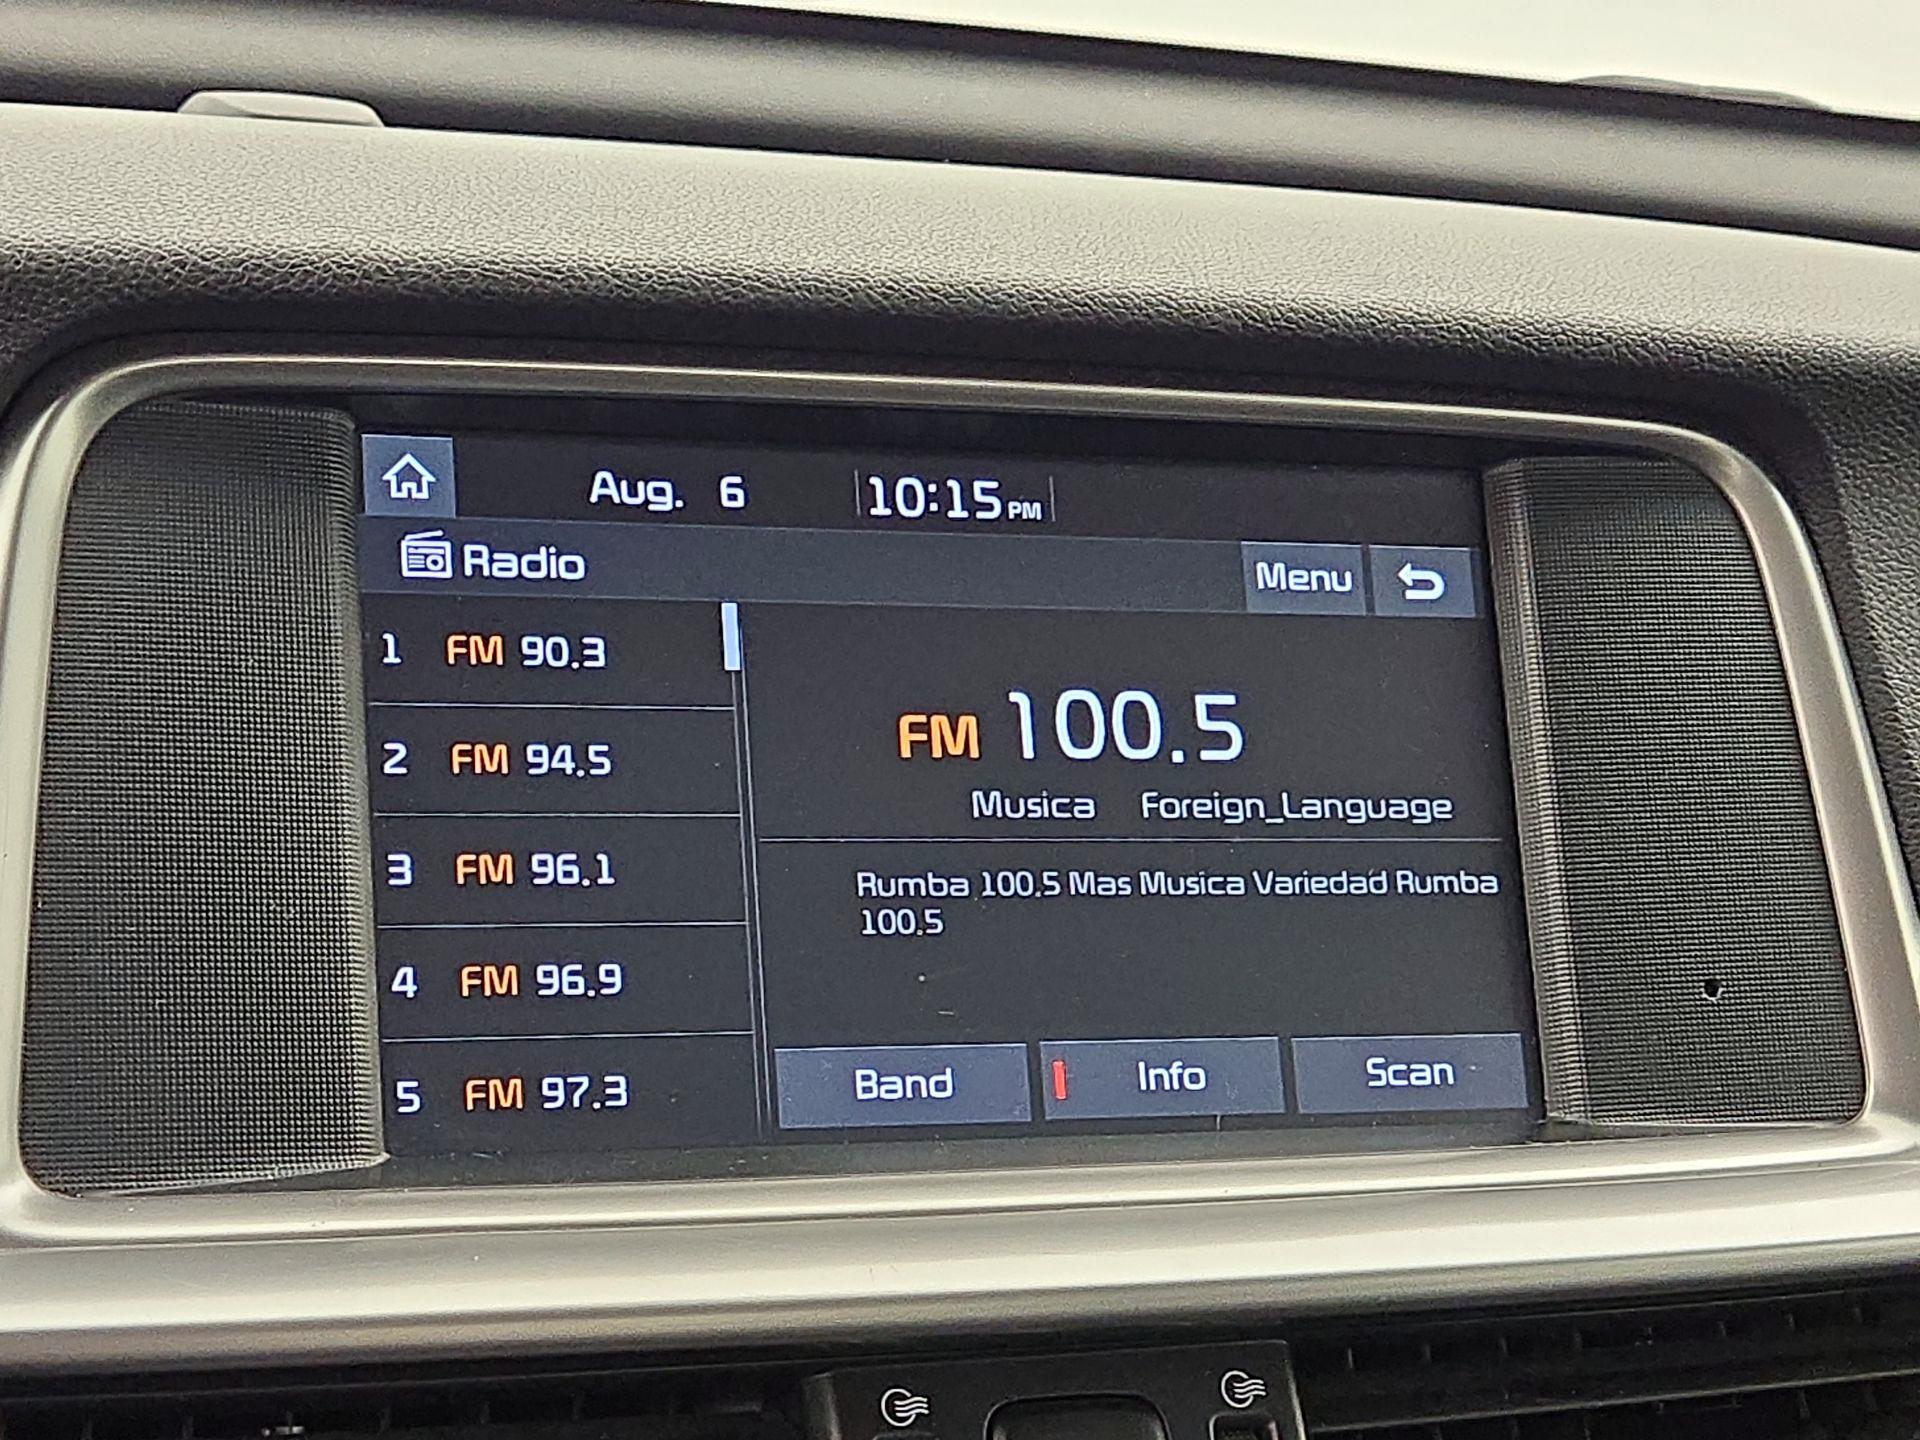 Aug. 6 10:15 PM
Radio Menu
1 FM 90.3
2 FM 94.5
3 FM 96.1
4 FM 96.9
5 FM 97.3
FM 100.5
Musica Foreign_Language
Rumba 100.5 Mas Musica Variedad Rumba
100.5
Band Info Scan